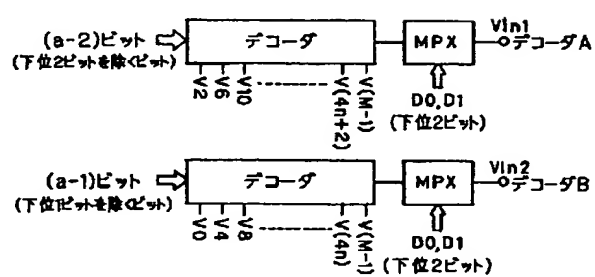 (a-2)ビット
(下位2ビットを除くビット)
デコーダ
MPX
Vin1
デコーダA
V2 V6 V10 V(4n+2) V(M-1)
D0,D1
(下位2ビット)
(a-1)ビット
(下位1ビットを除くビット)
デコーダ
MPX
Vin2
デコーダB
V0 V4 V8 V(4n) V(M-1)
D0,D1
(下位2ビット)